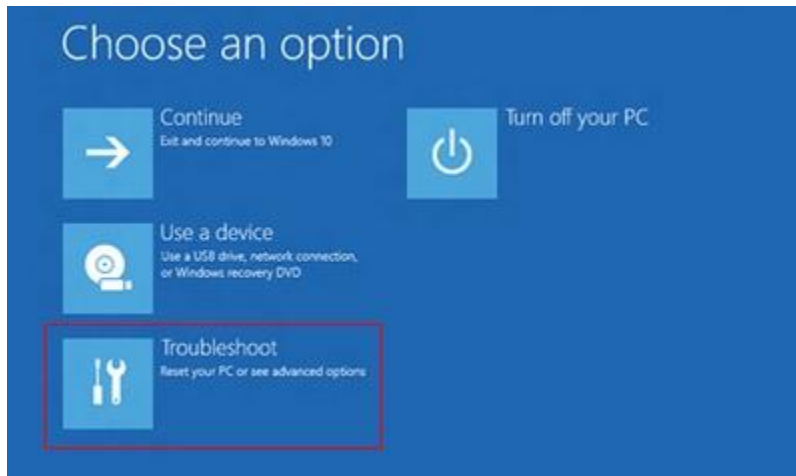 Choose an option
Continue
Exit and continue to Windows 10
Turn off your PC
Use a device
Use a USB drive, network connection,
or Windows recovery DVD
Troubleshoot
Reset your PC or see advanced options